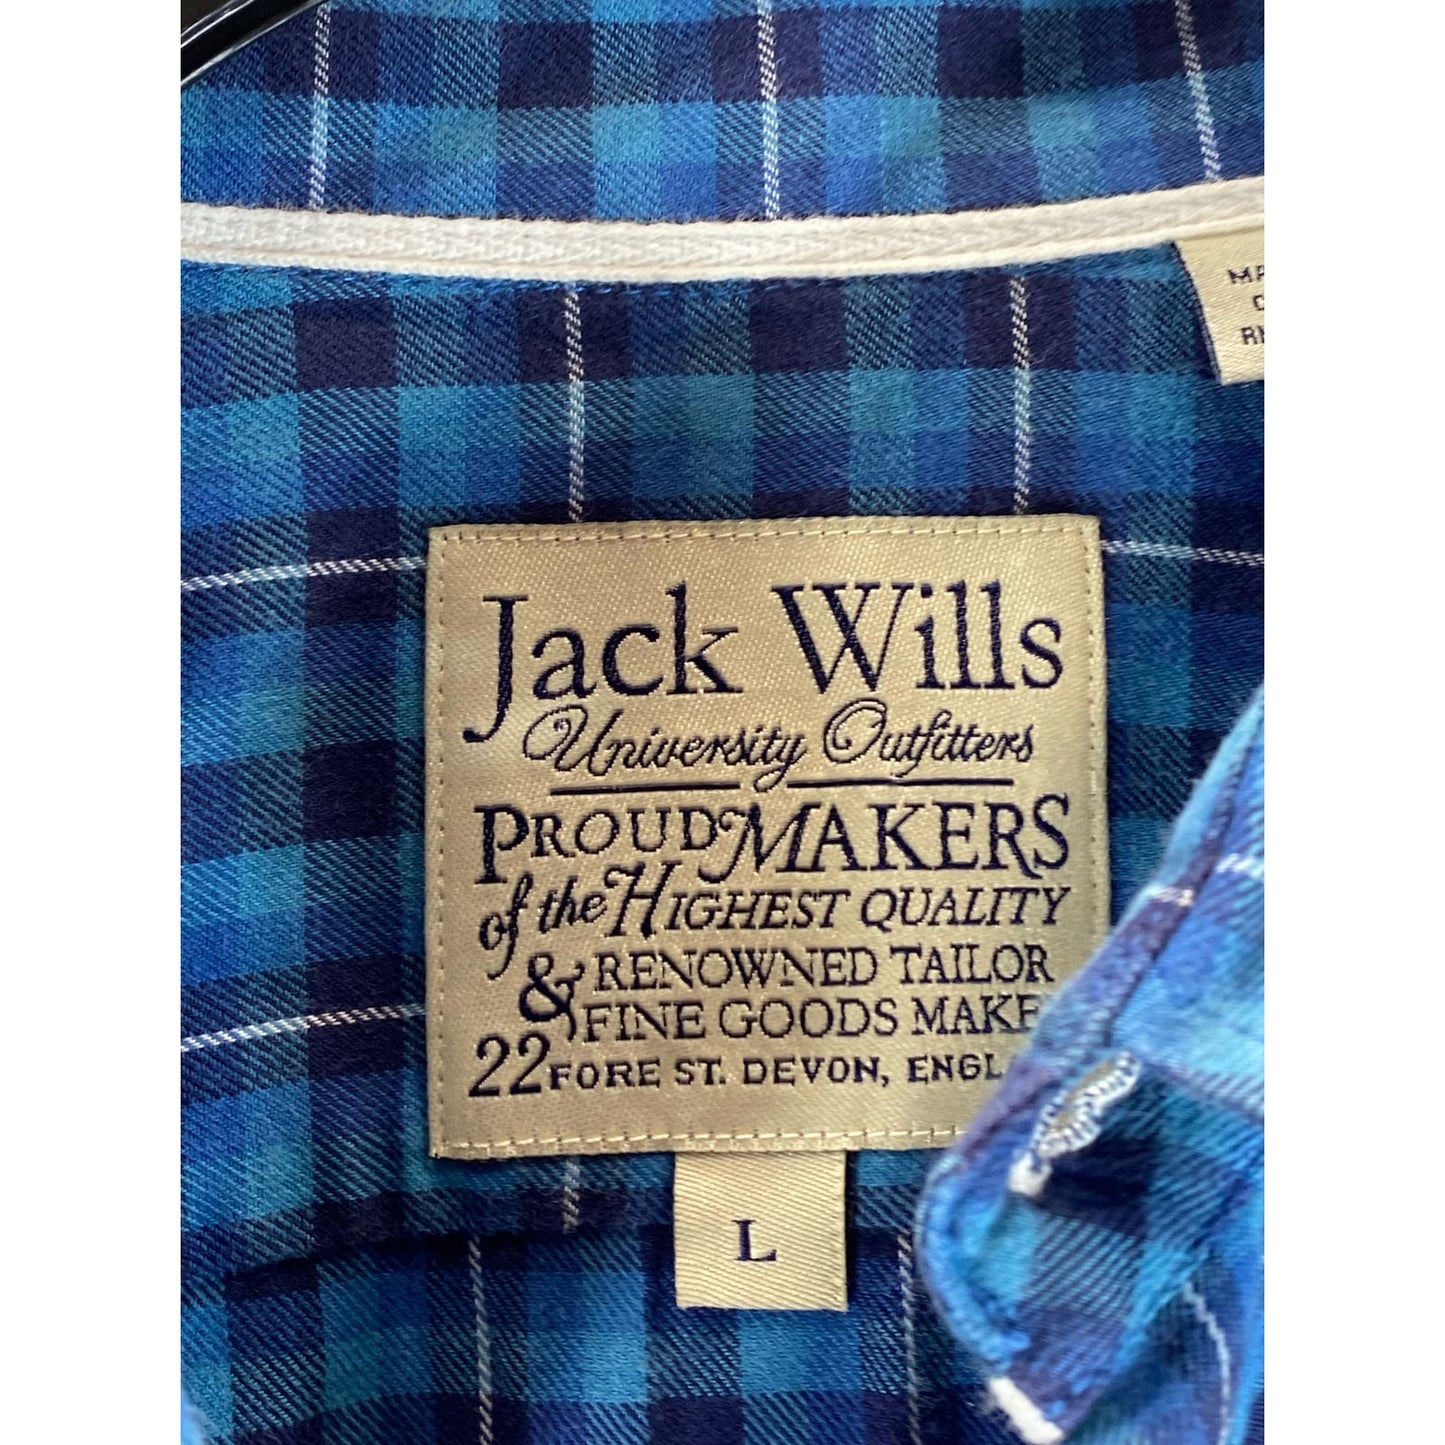 Jack Wills
University Outfitters
PROUD MAKERS
of the HIGHEST QUALITY
& RENOWNED TAILOR
FINE GOODS
22 FORE ST. DEVON,
L